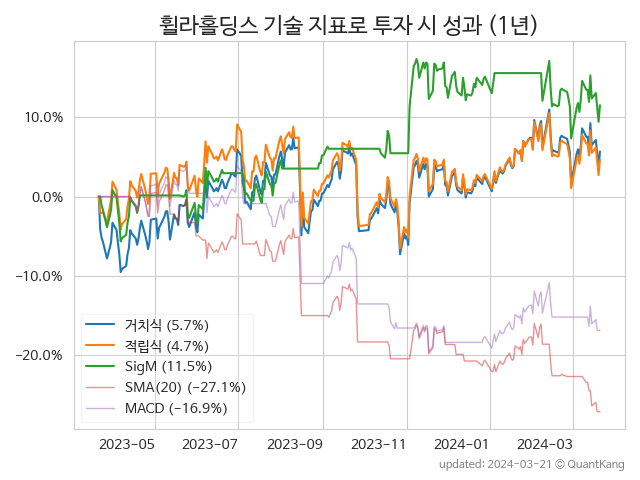 휠라홀딩스 기술 지표로 투자 시 성과 (1년)
10.0%
0.0%
−10.0%
−20.0%
거치식 (5.7%)
적립식 (4.7%)
SigM (11.5%)
SMA(20) (−27.1%)
MACD (−16.9%)
2023−05
2023−07
2023−09
2023−11
2024−01
2024−03
updated: 2024−03−21 © QuantKang